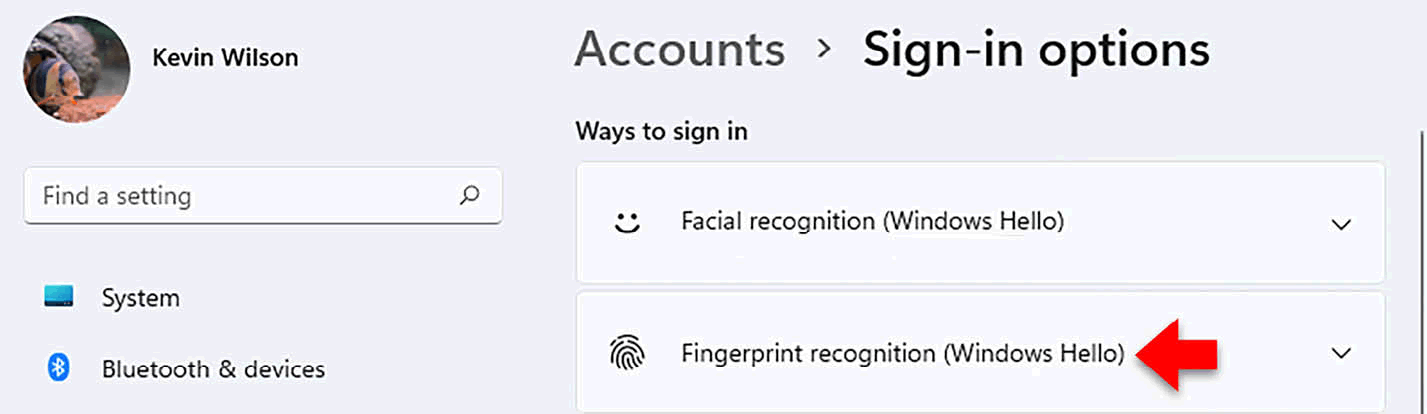 Kevin Wilson
Find a setting
System
Bluetooth & devices
Accounts > Sign-in options
Ways to sign in
Facial recognition (Windows Hello)
Fingerprint recognition (Windows Hello)